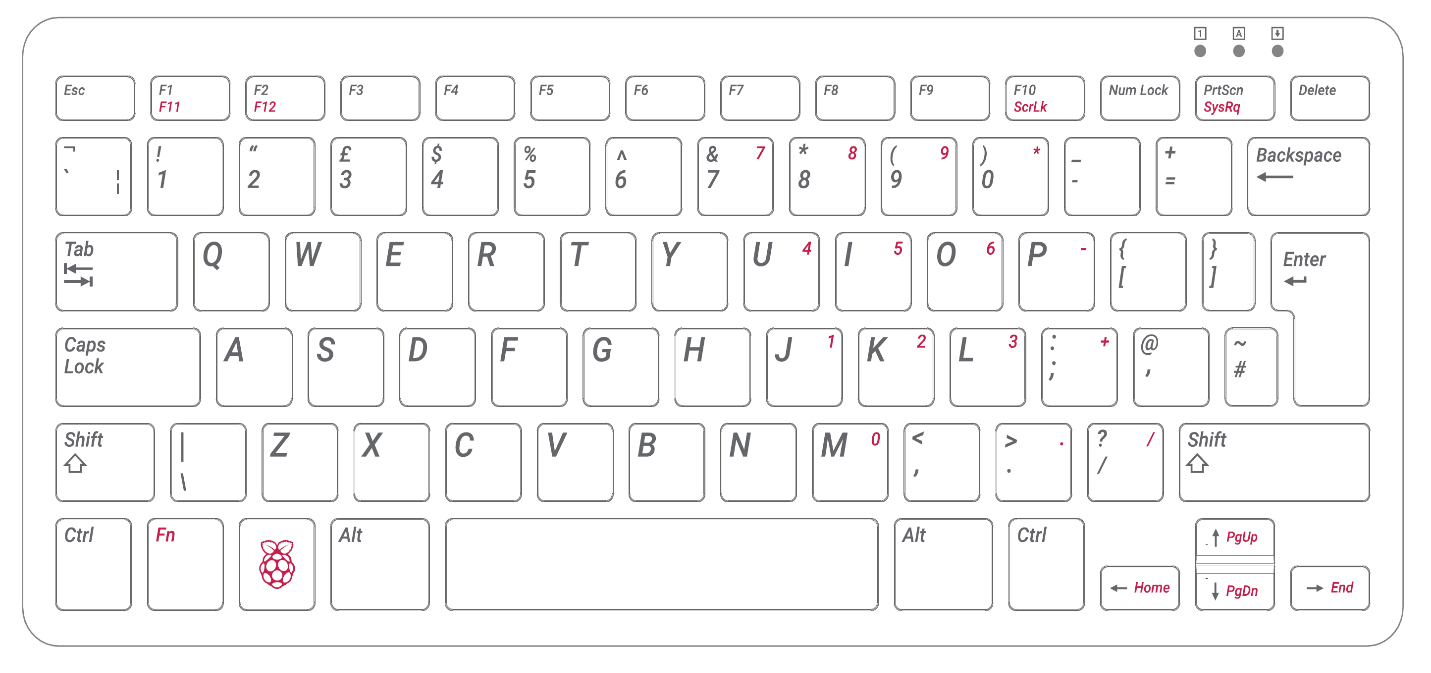 1 A
Esc F1 F2 F3 F4 F5 F6 F7 F8 F9 F10 Num Lock PrtScn Delete
F11 F12 ScrLk SysRq
¬ ! “ £ $ % ^ & 7 * 8 ( 9 ) * _ + Backspace
` ¦ 1 2 3 4 5 6 7 8 9 0 - =
Tab Q W E R T Y U 4 I 5 O 6 P - { } Enter
[ ]
Caps A S D F G H J 1 K 2 L 3 : + @ ~
Lock ; ' #
Shift | Z X C V B N M 0 < > . ? / Shift
\ , . /
Ctrl Fn Alt Alt Ctrl PgUp
Home PgDn End